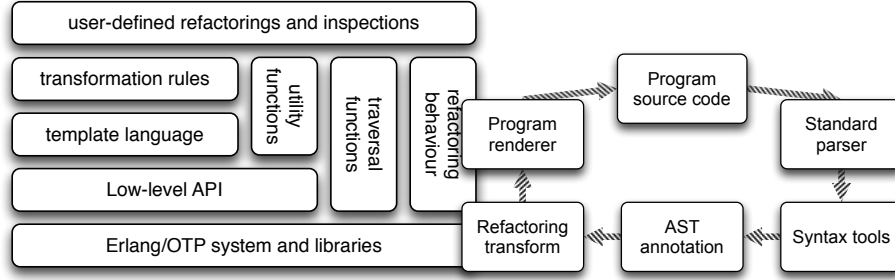 user-defined refactorings and inspections
transformation rules
utility
functions
traversal
functions
refactoring
behaviour
template language
Low-level API
Erlang/OTP system and libraries
Program
source code
Program
renderer
Standard
parser
Refactoring
transform
AST
annotation
Syntax tools